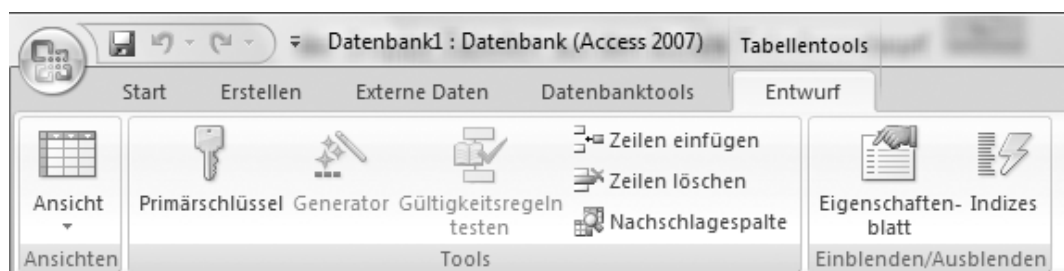 Datenbank1 : Datenbank (Access 2007) Tabellentools
Start Erstellen Externe Daten Datenbanktools Entwurf
Ansicht
Primärschlüssel
Generator
Gültigkeitsregeln
testen
Zeilen einfügen
Zeilen löschen
Nachschlagespalte
Eigenschaften-
blatt
Indizes
Ansichten Tools Einblenden/Ausblenden